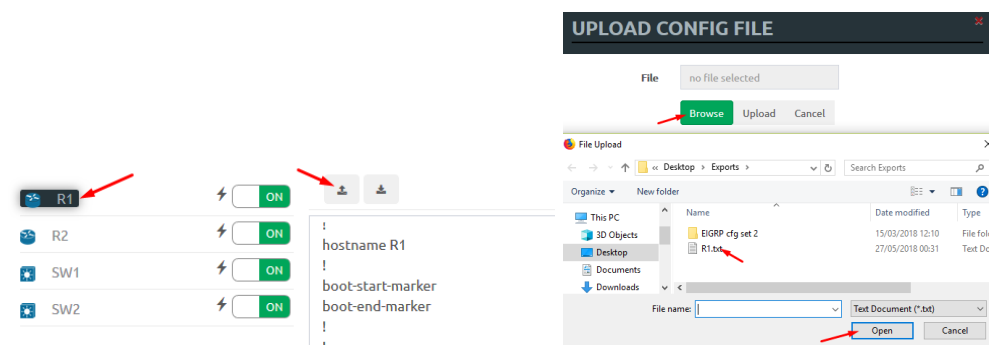 R1
ON
R2
ON
SW1
ON
SW2
ON
!
hostname R1
!
boot-start-marker
boot-end-marker
!
UPLOAD CONFIG FILE
File
no file selected
Browse
Upload
Cancel
File Upload
« Desktop > Exports >
Search Exports
Organize
New folder
Name
Date modified
Type
This PC
3D Objects
Desktop
Documents
Downloads
EIGRP cfg set 2
15/03/2018 12:10
File fol
R1.txt
27/05/2018 00:31
Text Do
File name:
Text Document (*.txt)
Open
Cancel